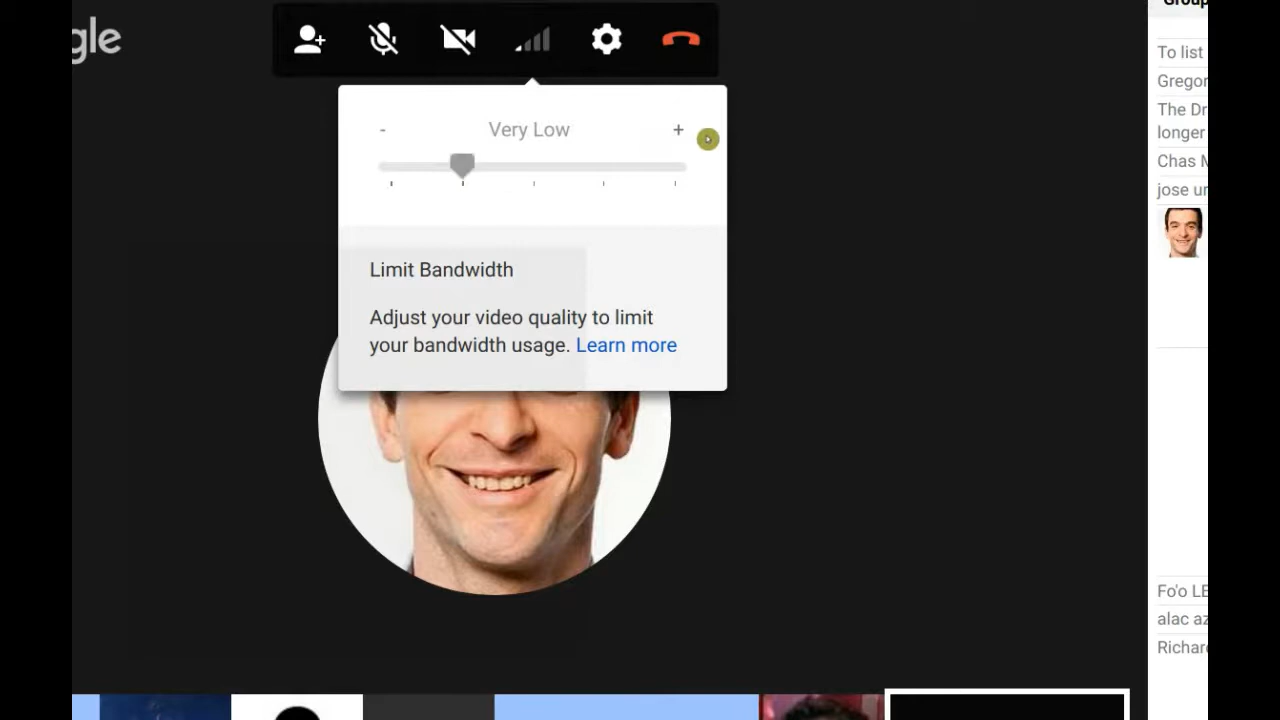 gle
- Very Low +
Limit Bandwidth
Adjust your video quality to limit
your bandwidth usage. Learn more
Group
To list
Gregor
The Dr
longer
Chas M
jose ur
Fo'o LE
alac az
Richard